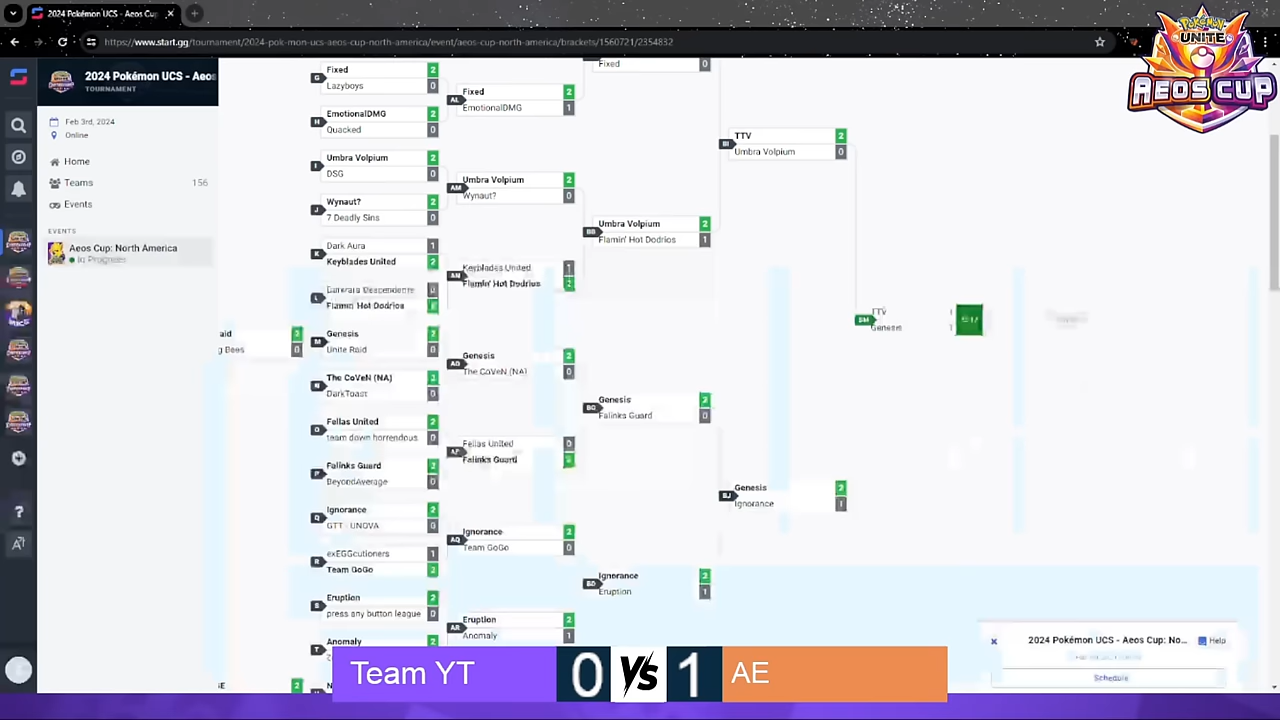 2024 Pokémon UCS - Aeos Cup
https://www.start.gg/tournament/2024-pok-mon-ucs-aeos-cup-north-america/event/aeos-cup-north-america/brackets/1560721/2354832
POKÉMON
UNITE
AEOS CUP
2024 Pokémon UCS - Aeos
TOURNAMENT
Feb 3rd, 2024
Online
Home
Teams 156
Events
EVENTS
Aeos Cup: North America
In Progress
aid 2
g Bees 0
G
Fixed 2
Lazyboys 0
H
EmotionalDMG 2
Quacked 0
I
Umbra Volpium 2
DSG 0
J
Wynaut? 2
7 Deadly Sins 0
K
Dark Aura 1
Keyblades United 2
L
Flamin' Hot Dodrios
M
Genesis 2
Unite Raid 0
N
The CoVeN (NA) 2
DarkToast 0
O
Fellas United 2
team down horrendous 0
P
Falinks Guard 2
BeyondAverage 0
Q
Ignorance 2
GTT - UNOVA 0
R
exEGGcutioners 1
Team GoGo 2
S
Eruption 2
press any button league 0
T
Anomaly 2
AL
Fixed 2
EmotionalDMG 1
AM
Umbra Volpium 2
Wynaut? 0
AN
Keyblades United 1
Flamin' Hot Dodrios 2
AO
Genesis 2
The CoVeN (NA) 0
AP
Fellas United 0
Falinks Guard
AQ
Ignorance 2
Team GoGo 0
AR
Eruption 2
Anomaly 1
Fixed 0
BB
Umbra Volpium 2
Flamin' Hot Dodrios 1
BC
Genesis 2
Falinks Guard 0
BD
Ignorance 2
Eruption 1
BI
TTV 2
Umbra Volpium 0
BJ
Genesis 2
Ignorance 1
BM
TTV
Genesis
2024 Pokémon UCS - Aeos Cup: No...
Help
Schedule
Team YT 0 VS 1 AE